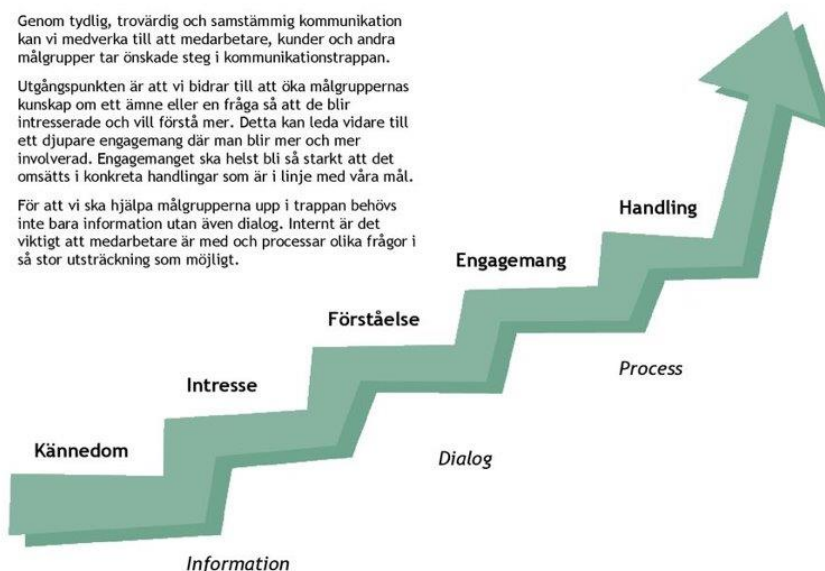 Genom tydlig, trovärdig och samstämmig kommunikation
kan vi medverka till att medarbetare, kunder och andra
målgrupper tar önskade steg i kommunikationstrappan.
Utgångspunkten är att vi bidrar till att öka målgruppernas
kunskap om ett ämne eller en fråga så att de blir
intresserade och vill förstå mer. Detta kan leda vidare till
ett djupare engagemang där man blir mer och mer
involverad. Engagemanget ska helst bli så starkt att det
omsätts i konkreta handlingar som är i linje med våra mål.
För att vi ska hjälpa målgrupperna upp i trappan behövs
inte bara information utan även dialog. Internt är det
viktigt att medarbetare är med och processar olika frågor i
så stor utsträckning som möjligt.
Handling
Engagemang
Förståelse
Intresse
Kännedom
Process
Dialog
Information